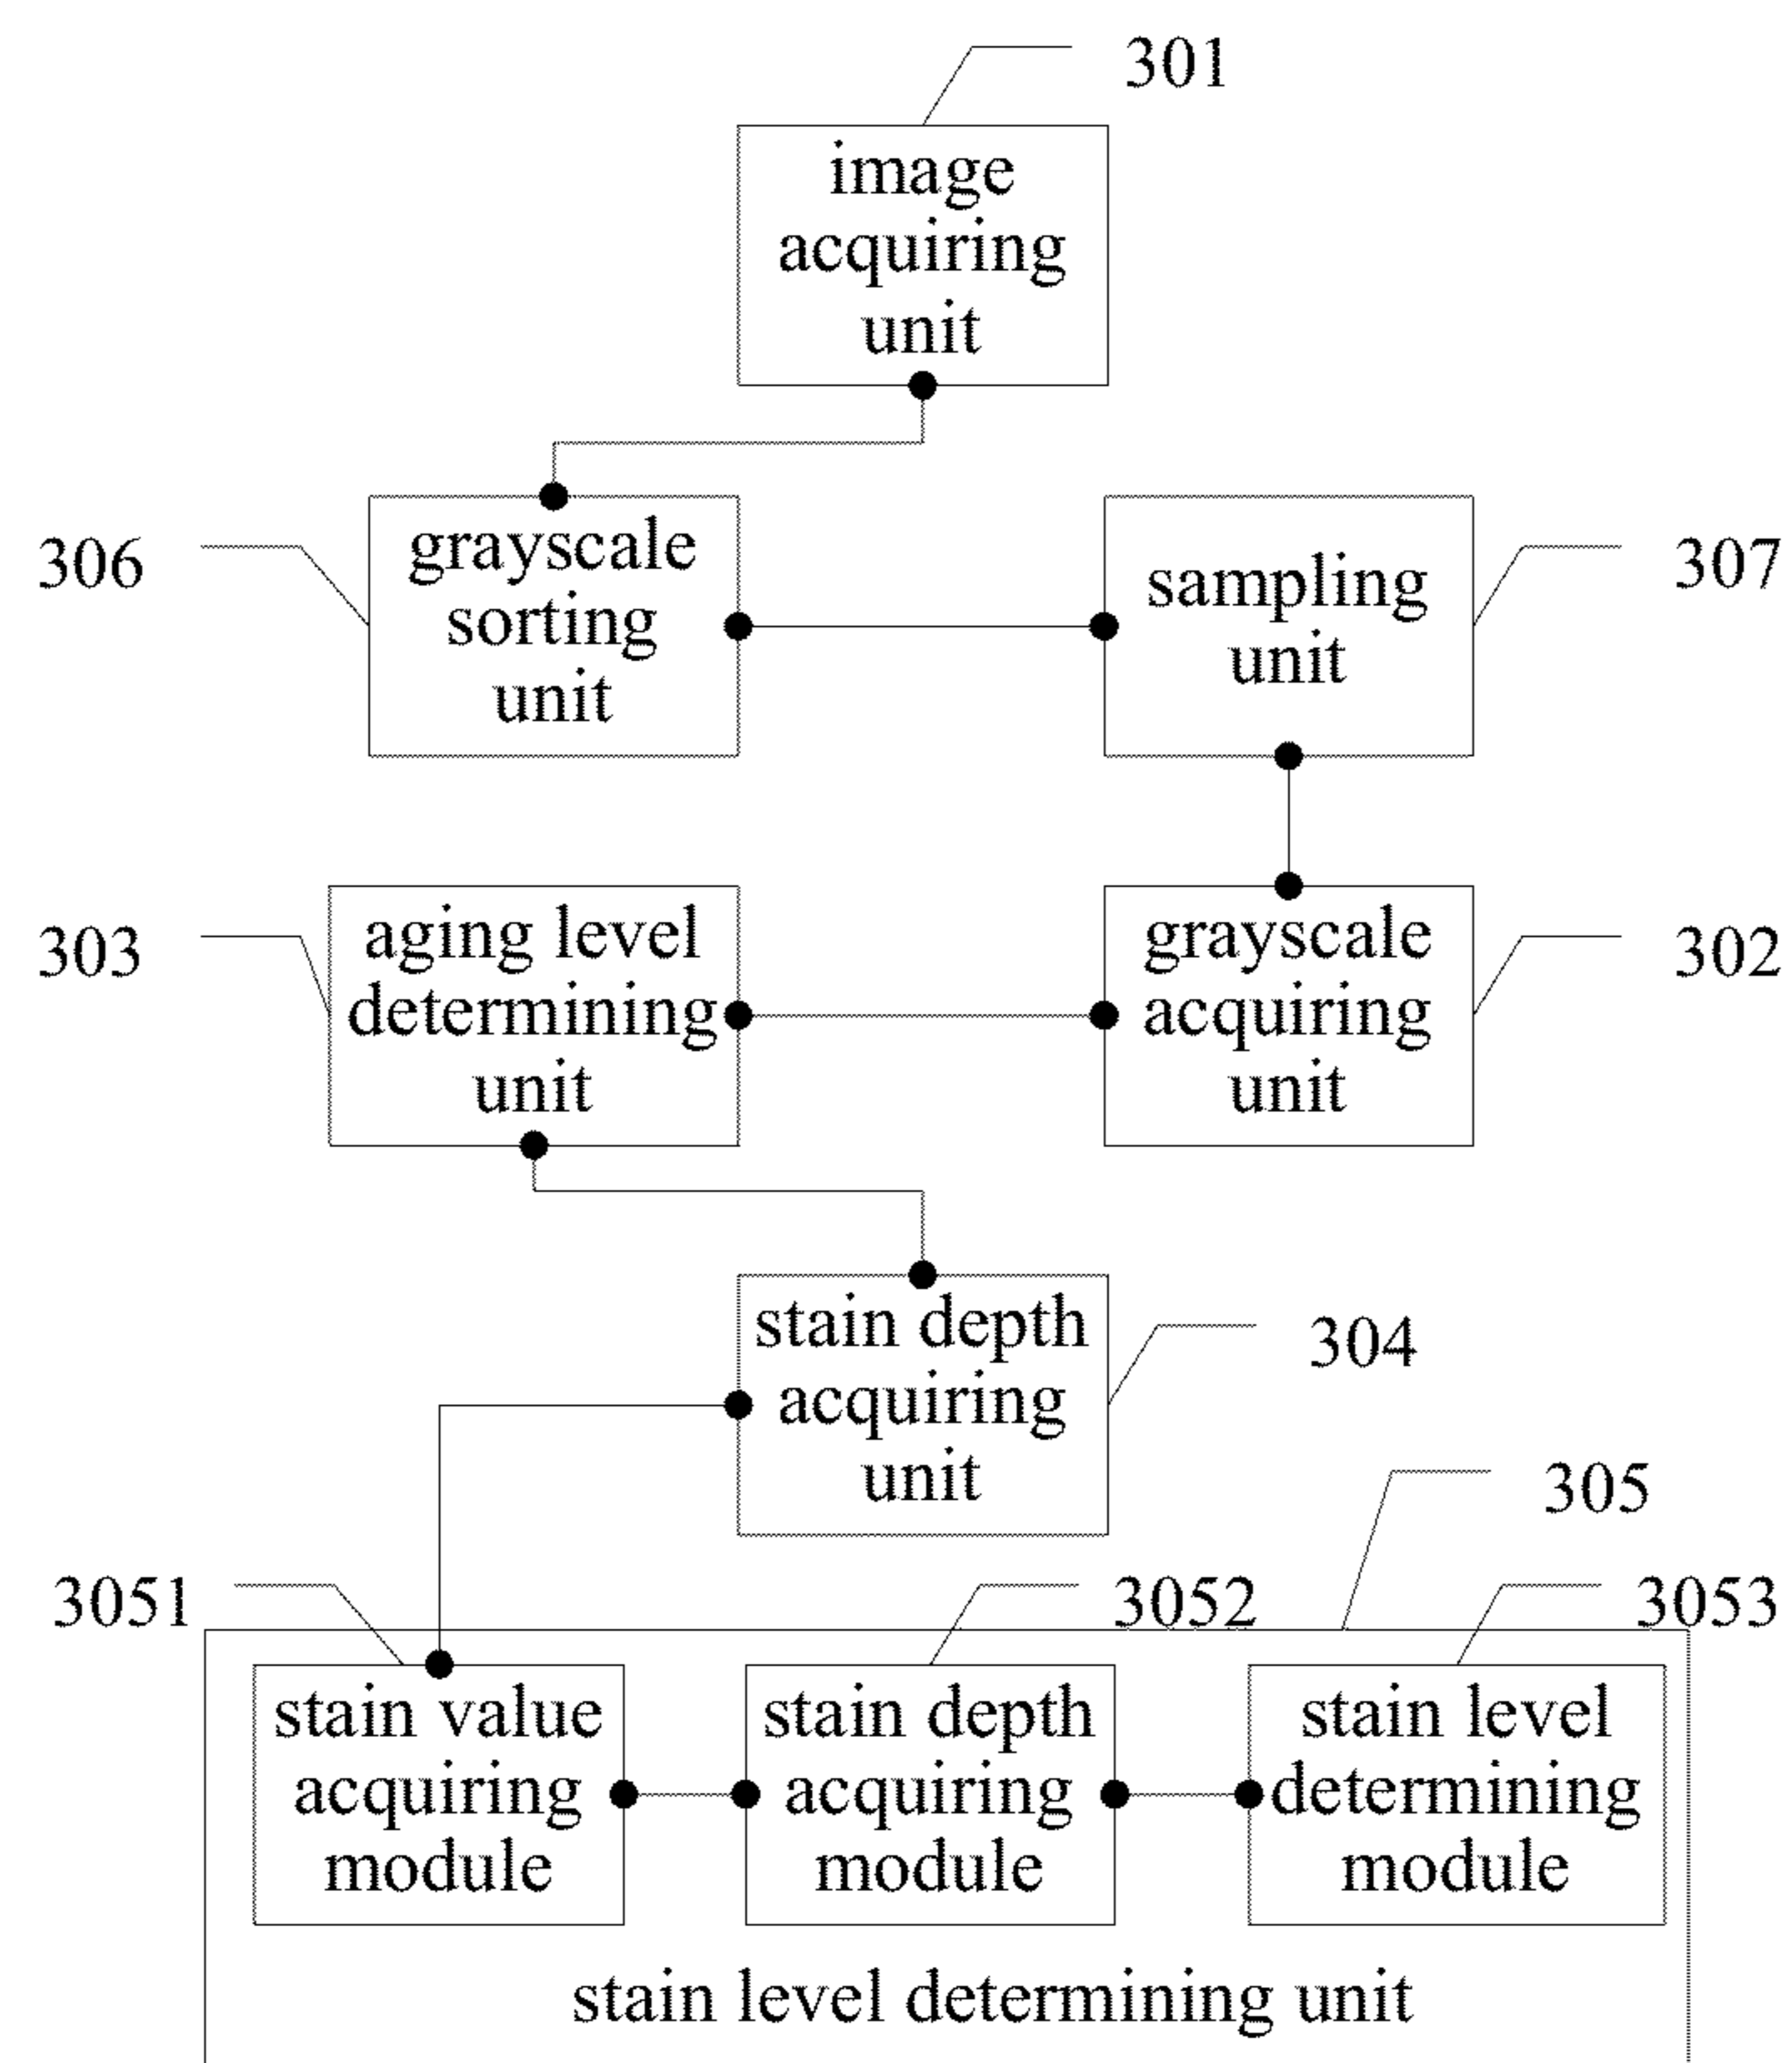 301
image
acquiring
unit
306
grayscale
sorting
unit
sampling
unit
307
303
aging level
determining
unit
grayscale
acquiring
unit
302
stain depth
acquiring
unit
304
305
3051
3052
3053
stain value
acquiring
module
stain depth
acquiring
module
stain level
determining
module
stain level determining unit